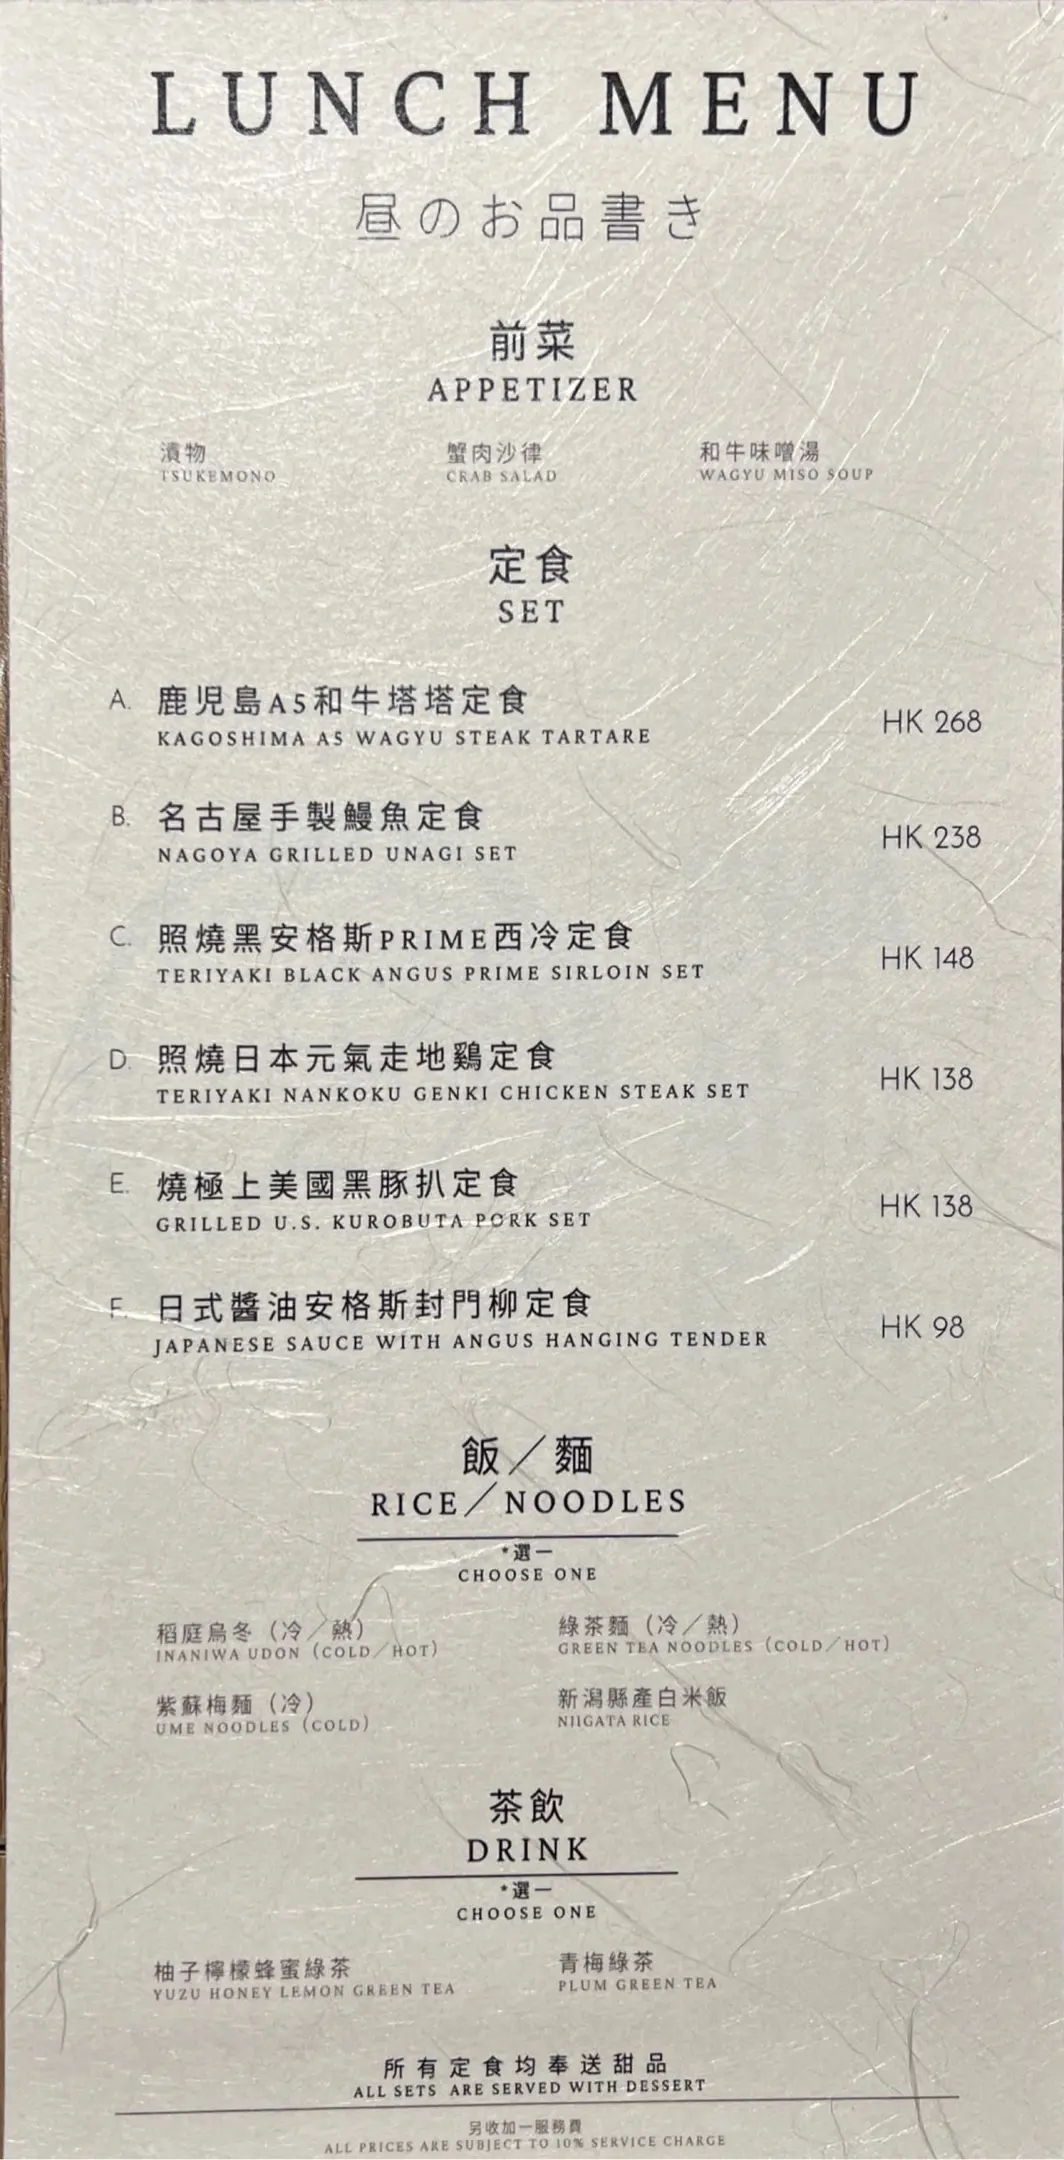 LUNCH MENU
昼のお品書き
前菜
APPETIZER
漬物
TSUKEMONO
蟹肉沙律
CRAB SALAD
和牛味噌湯
WAGYU MISO SOUP
定食
SET
A. 鹿児島A5和牛塔塔定食
KAGOSHIMA A5 WAGYU STEAK TARTARE
HK 268
B. 名古屋手製鰻魚定食
NAGOYA GRILLED UNAGI SET
HK 238
C. 照燒黑安格斯PRIME西冷定食
TERIYAKI BLACK ANGUS PRIME SIRLOIN SET
HK 148
D. 照燒日本元氣走地鷄定食
TERIYAKI NANKOKU GENKI CHICKEN STEAK SET
HK 138
E. 燒極上美國黑豚扒定食
GRILLED U.S. KUROBUTA PORK SET
HK 138
F. 日式醬油安格斯封門柳定食
JAPANESE SAUCE WITH ANGUS HANGING TENDER
HK 98
飯／麵
RICE／NOODLES
*選一
CHOOSE ONE
稻庭烏冬（冷／熱）
INANIWA UDON（COLD／HOT）
綠茶麵（冷／熱）
GREEN TEA NOODLES（COLD／HOT）
紫蘇梅麵（冷）
UME NOODLES（COLD）
新潟縣產白米飯
NIIGATA RICE
茶飲
DRINK
*選一
CHOOSE ONE
柚子檸檬蜂蜜綠茶
YUZU HONEY LEMON GREEN TEA
青梅綠茶
PLUM GREEN TEA
所有定食均奉送甜品
ALL SETS ARE SERVED WITH DESSERT
另收加一服務費
ALL PRICES ARE SUBJECT TO 10% SERVICE CHARGE